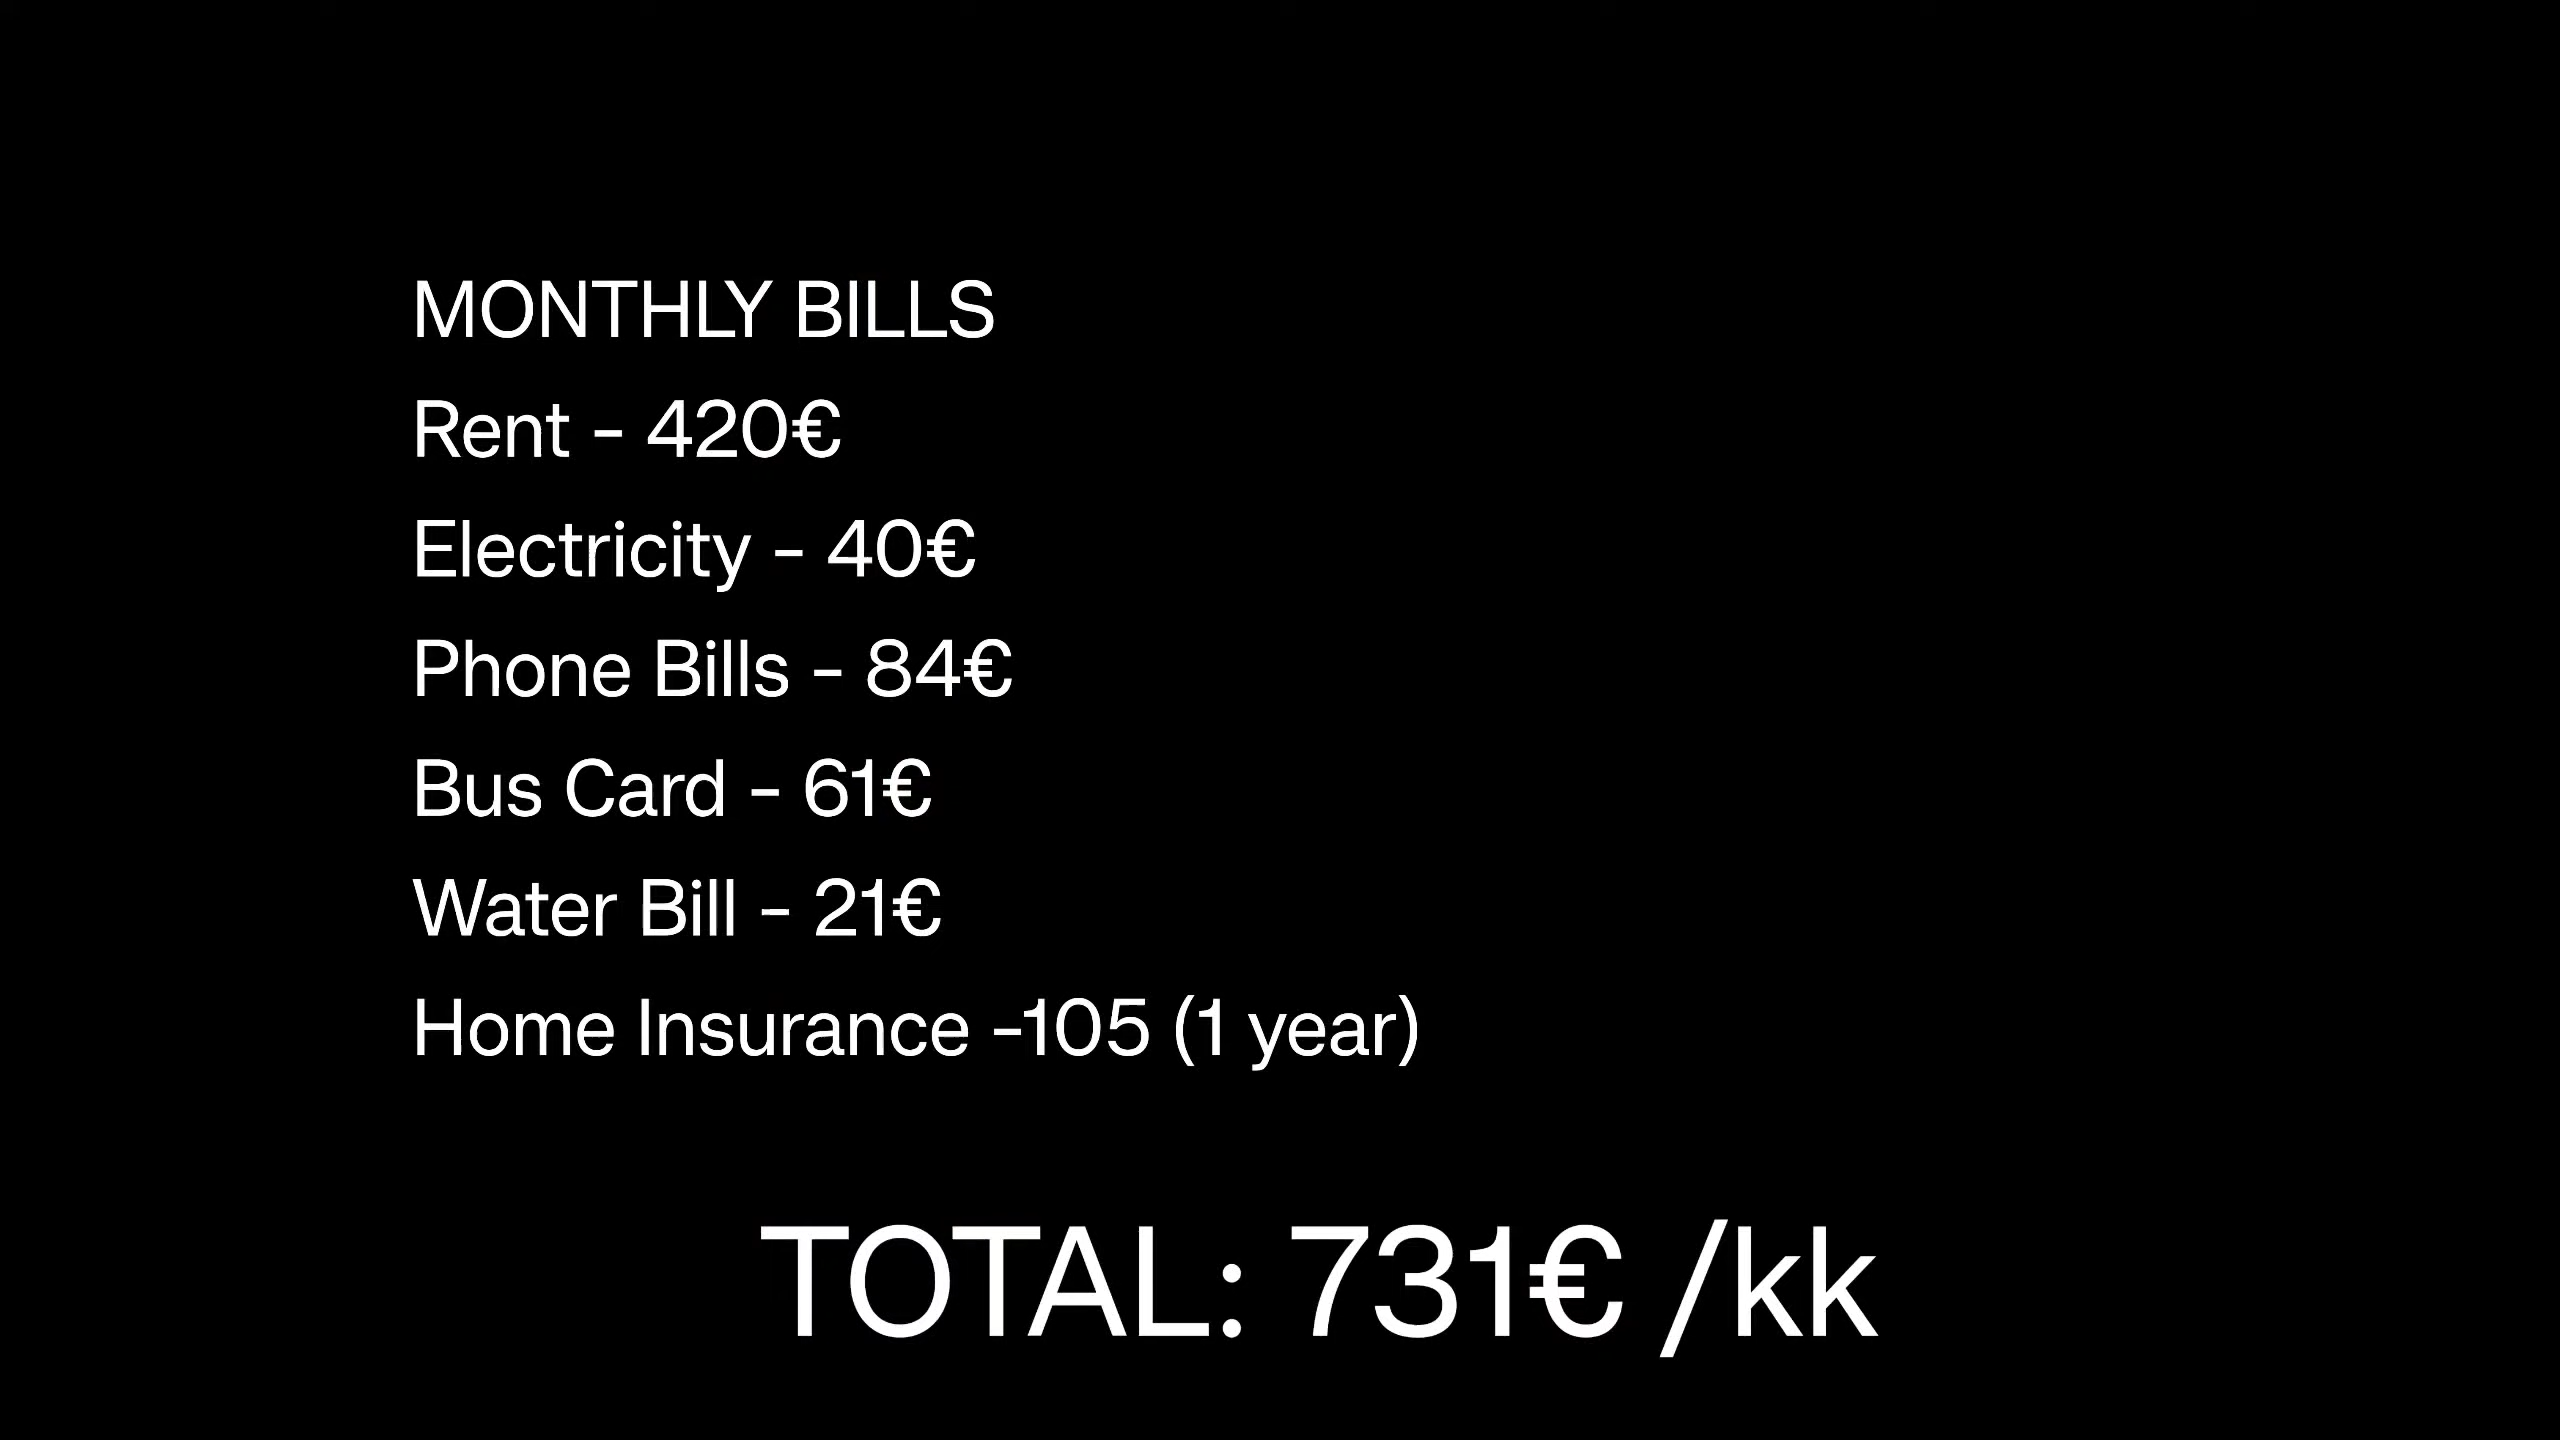 MONTHLY BILLS
Rent - 420€
Electricity - 40€
Phone Bills - 84€
Bus Card - 61€
Water Bill - 21€
Home Insurance -105 (1 year)
TOTAL: 731€ /kk